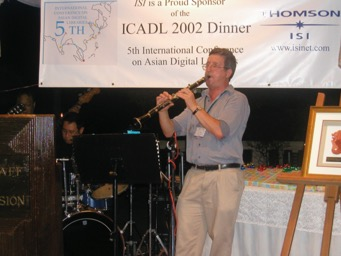 ISI is a Proud Sponsor
of the
ICADL 2002 Dinner
5th International Conference
on Asian Digital
THOMSON
ISI
www.isinet.com
5TH